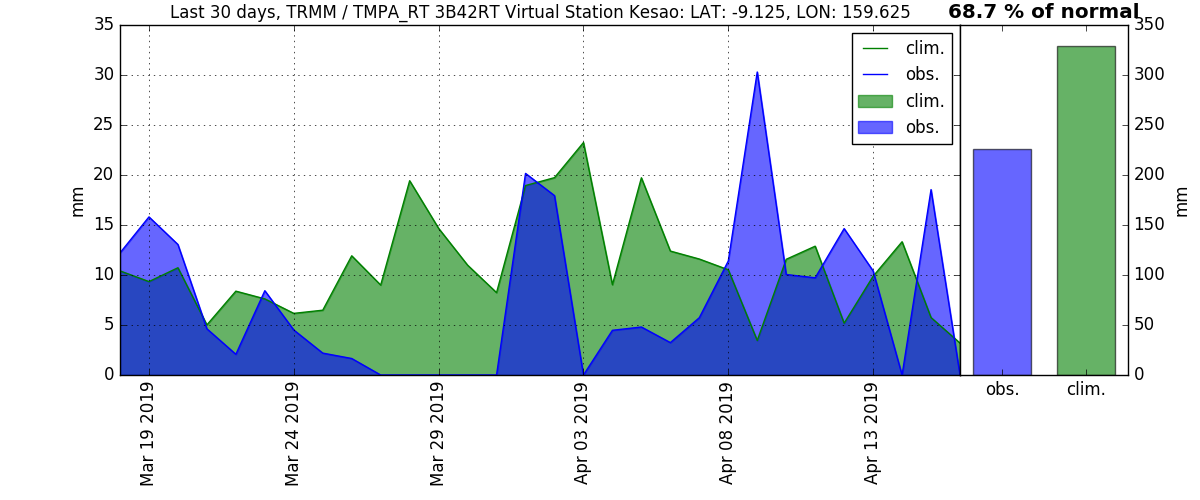 Last 30 days, TRMM / TMPA_RT 3B42RT Virtual Station Kesao: LAT: -9.125, LON: 159.625
68.7 % of normal
mm
35
30
25
20
15
10
5
0
clim.
obs.
clim.
obs.
Mar 19 2019
Mar 24 2019
Mar 29 2019
Apr 03 2019
Apr 08 2019
Apr 13 2019
obs.
clim.
350
300
250
200
150
100
50
0
mm